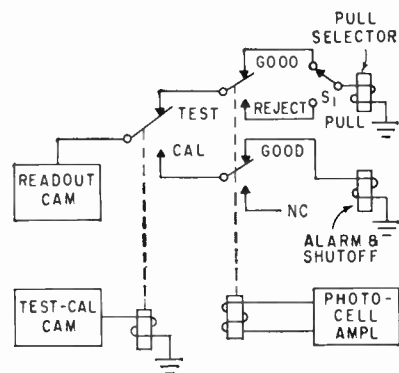 PULL
SELECTOR
GOOD
S1
TEST
REJECT
PULL
CAL
GOOD
READOUT
CAM
NC
ALARM &
SHUTOFF
TEST-CAL
CAM
PHOTO-
CELL
AMPL